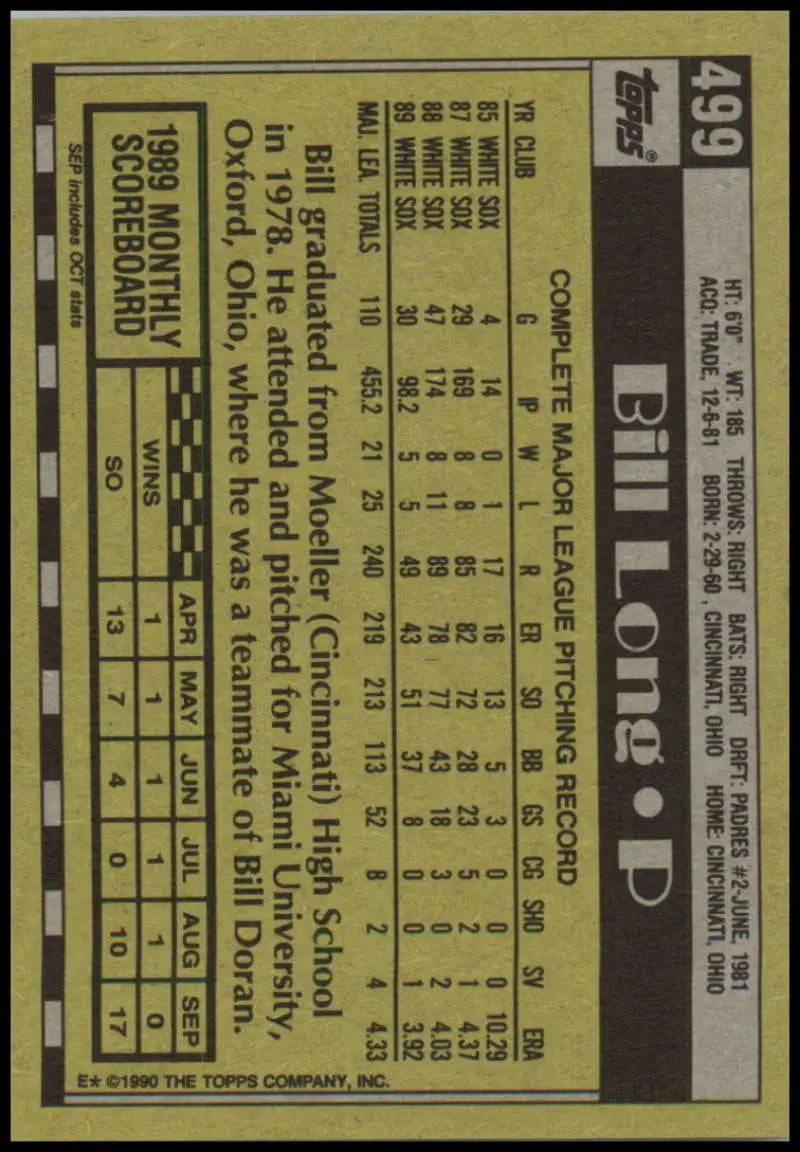 499
HT: 6'0" WT: 185 THROWS: RIGHT BATS: RIGHT DRFT: PADRES #2-JUNE, 1981
ACQ: TRADE, 12-6-81 BORN: 2-29-60, CINCINNATI, OHIO HOME: CINCINNATI, OHIO
TOPPS®
Bill Long • P
COMPLETE MAJOR LEAGUE PITCHING RECORD
YR CLUB G IP W L R ER SO BB GS CG SHO SV ERA
85 WHITE SOX 4 14 0 1 17 16 13 5 3 0 0 0 10.29
87 WHITE SOX 29 169 8 8 85 82 72 28 23 5 2 1 4.37
88 WHITE SOX 47 174 8 11 89 78 77 43 18 3 0 2 4.03
89 WHITE SOX 30 98.2 5 5 49 43 51 37 8 0 0 1 3.92
MAJ. LEA. TOTALS 110 455.2 21 25 240 219 213 113 52 8 2 4 4.33
Bill graduated from Moeller (Cincinnati) High School
in 1978. He attended and pitched for Miami University,
Oxford, Ohio, where he was a teammate of Bill Doran.
1989 MONTHLY
SCOREBOARD
APR MAY JUN JUL AUG SEP
WINS 1 1 1 1 1 0
SO 13 7 4 0 10 17
SEP includes OCT stats
E* ©1990 THE TOPPS COMPANY, INC.